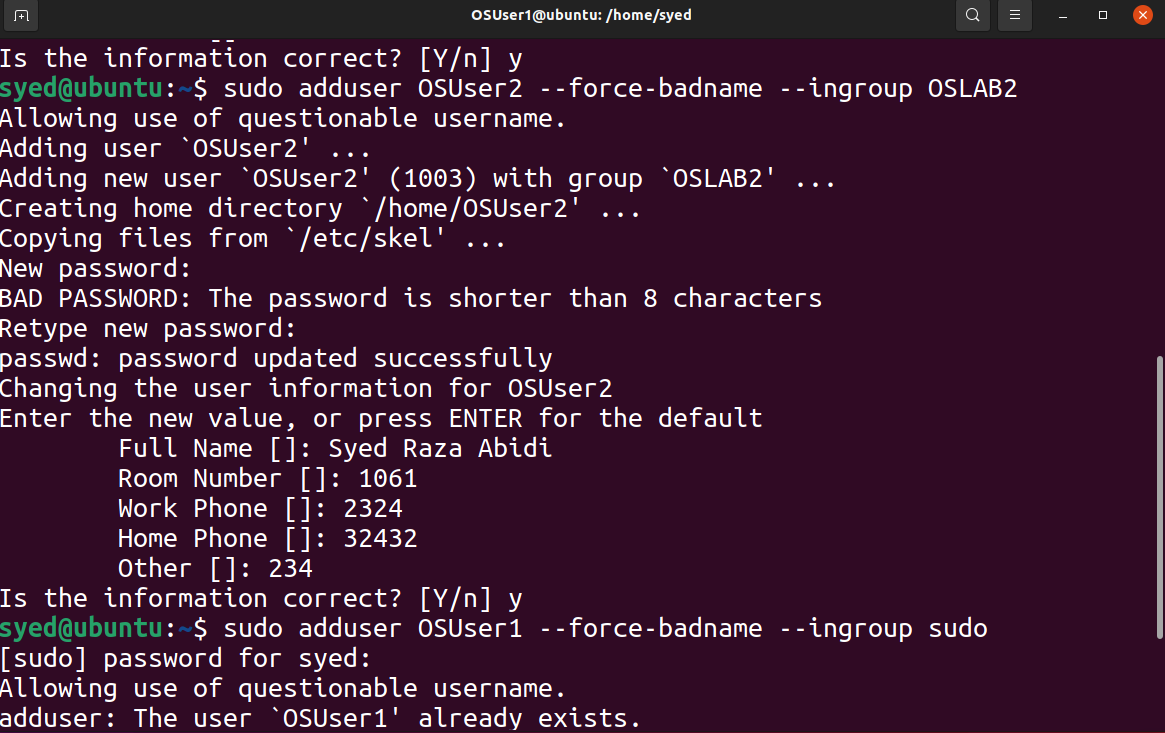 OSUser1@ubuntu: /home/syed
Is the information correct? [Y/n] y
syed@ubuntu:~$ sudo adduser OSUser2 --force-badname --ingroup OSLAB2
Allowing use of questionable username.
Adding user `OSUser2' ...
Adding new user `OSUser2' (1003) with group `OSLAB2' ...
Creating home directory `/home/OSUser2' ...
Copying files from `/etc/skel' ...
New password:
BAD PASSWORD: The password is shorter than 8 characters
Retype new password:
passwd: password updated successfully
Changing the user information for OSUser2
Enter the new value, or press ENTER for the default
        Full Name []: Syed Raza Abidi
        Room Number []: 1061
        Work Phone []: 2324
        Home Phone []: 32432
        Other []: 234
Is the information correct? [Y/n] y
syed@ubuntu:~$ sudo adduser OSUser1 --force-badname --ingroup sudo
[sudo] password for syed:
Allowing use of questionable username.
adduser: The user `OSUser1' already exists.